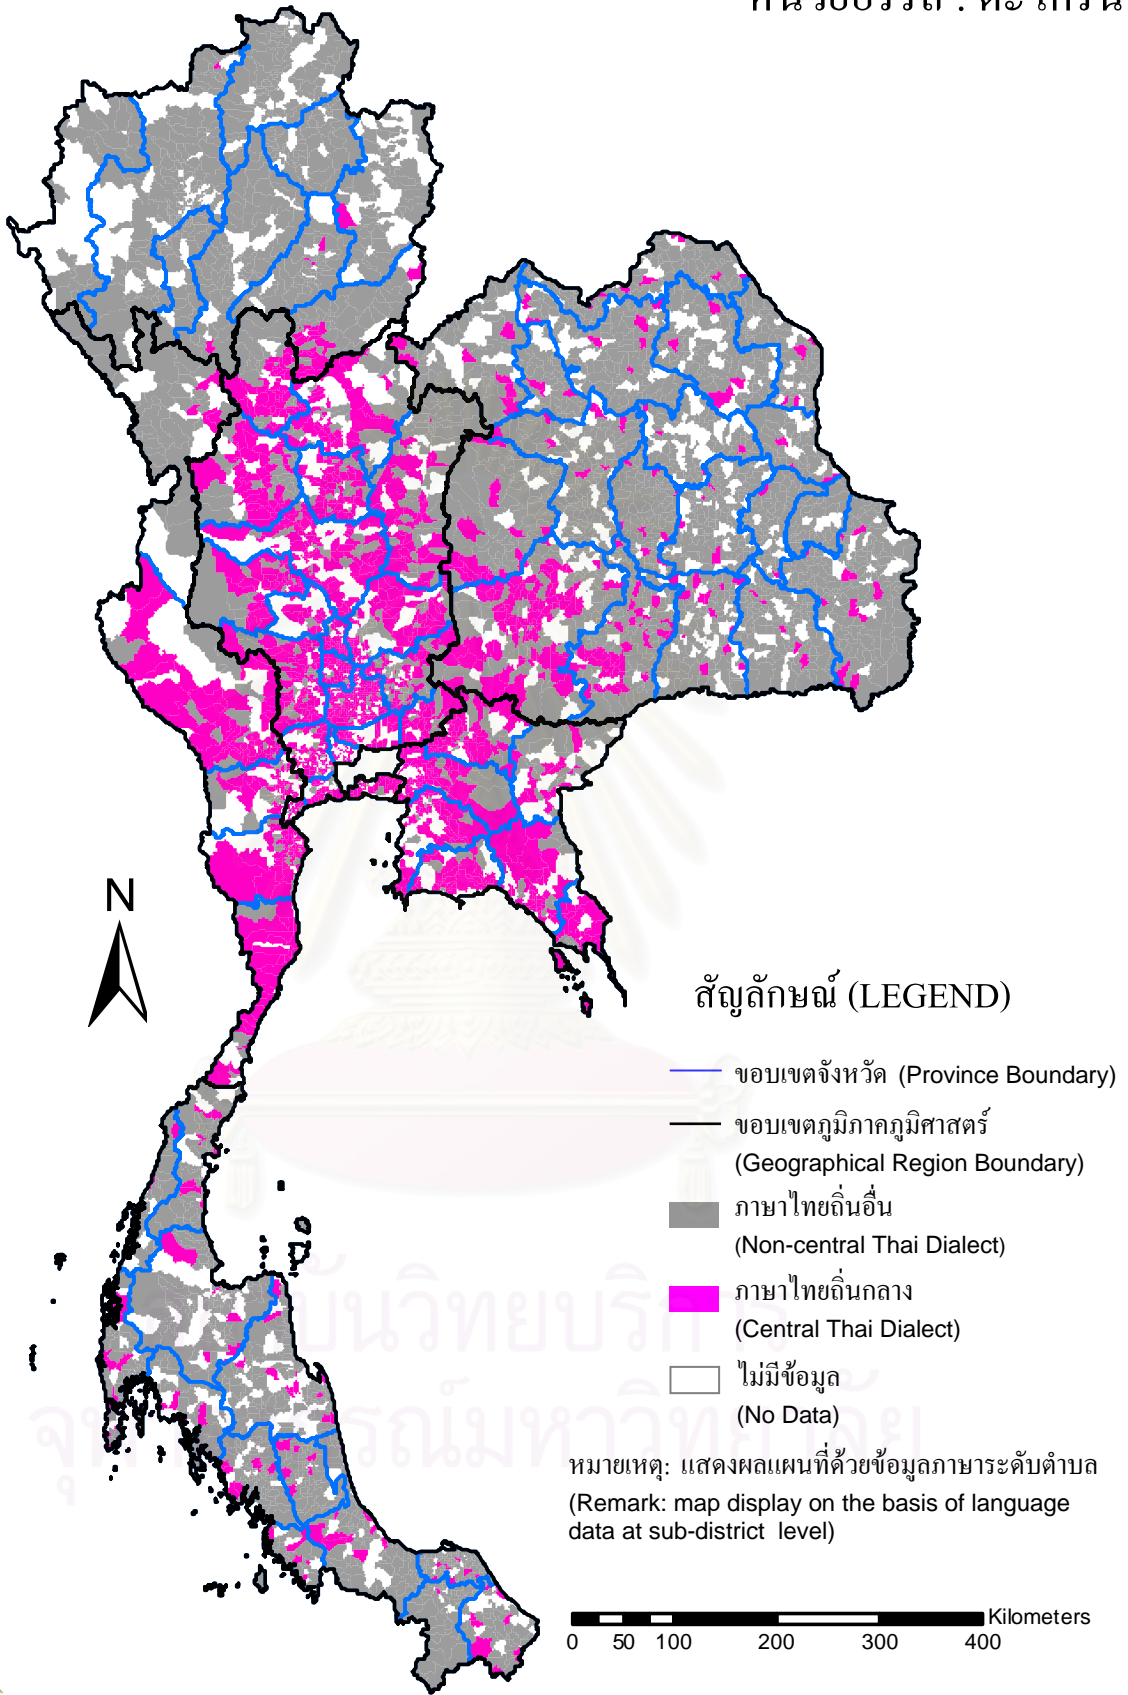 N
สัญลักษณ์ (LEGEND)
ขอบเขตจังหวัด (Province Boundary)
ขอบเขตภูมิภาคภูมิศาสตร์
(Geographical Region Boundary)
ภาษาไทยถิ่นอื่น
(Non-central Thai Dialect)
ภาษาไทยถิ่นกลาง
(Central Thai Dialect)
ไม่มีข้อมูล
(No Data)
หมายเหตุ: แสดงผลแผนที่ด้วยข้อมูลภาษาระดับตำบล
(Remark: map display on the basis of language
data at sub-district level)
Kilometers
0 50 100 200 300 400